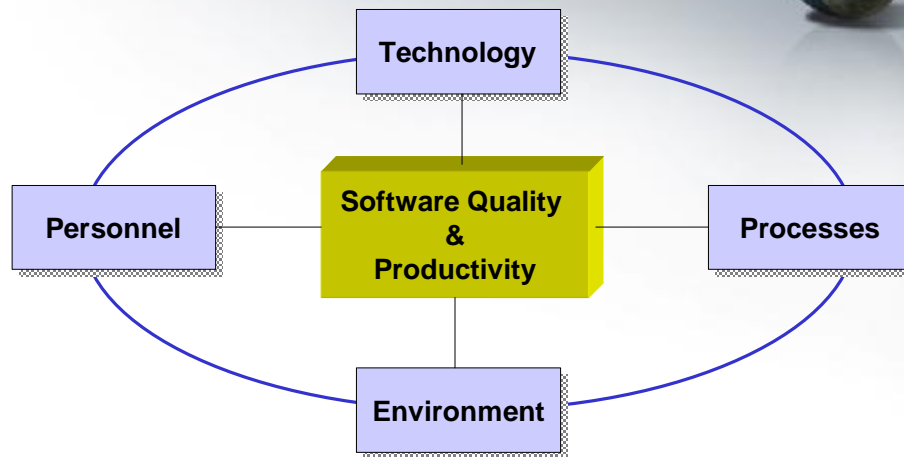 Technology
Personnel
Software Quality
&
Productivity
Processes
Environment